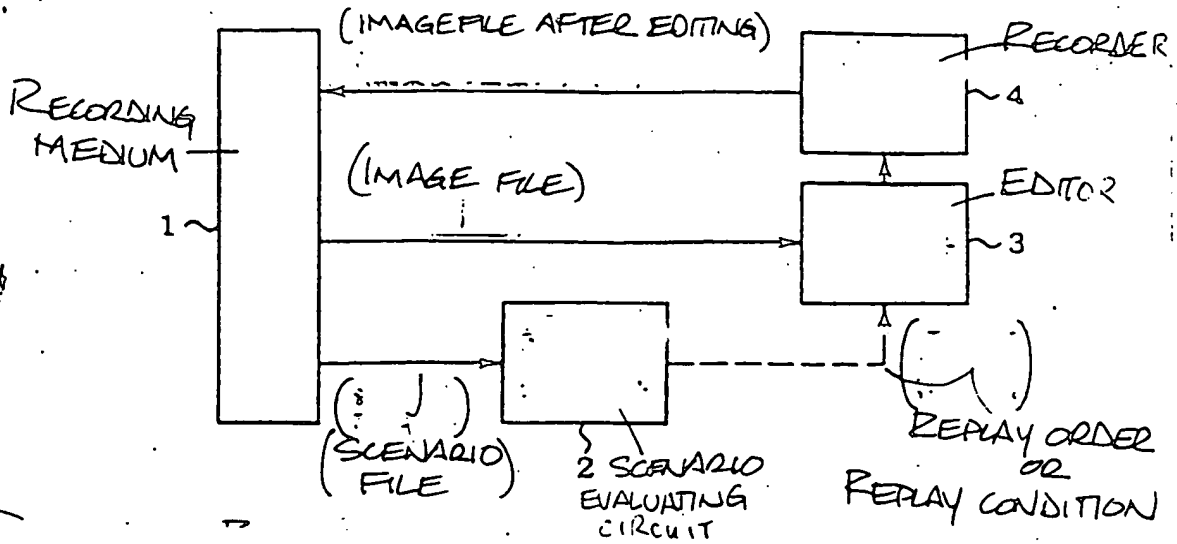 (IMAGEFILE AFTER EDITING)
RECORDER
4
RECORDING
MEDIUM
(IMAGE FILE)
EDITOR
1
3
(SCENARIO)
FILE
2 SCENARIO
EVALUATING
CIRCUIT
REPLAY ORDER
OR
REPLAY CONDITION